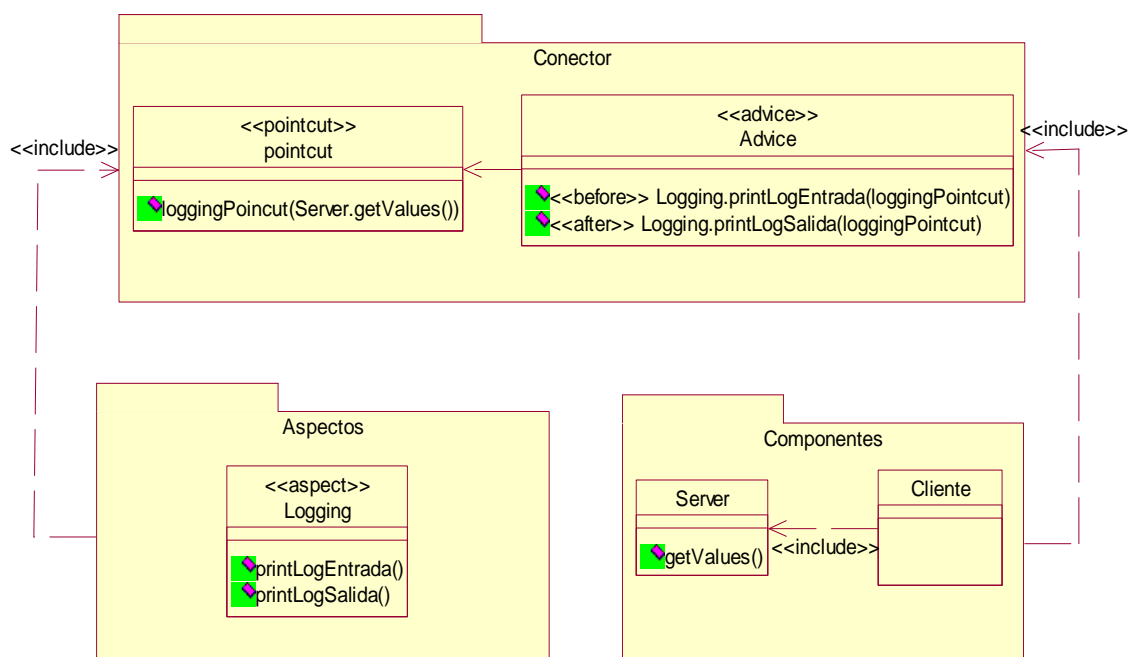 Conector
<<pointcut>>
pointcut
loggingPoincut(Server.getValues())
<<advice>>
Advice
<<before>> Logging.printLogEntrada(loggingPointcut)
<<after>> Logging.printLogSalida(loggingPointcut)
<<include>>
<<include>>
Aspectos
<<aspect>>
Logging
printLogEntrada()
printLogSalida()
Componentes
Server
getValues()
<<include>>
Cliente